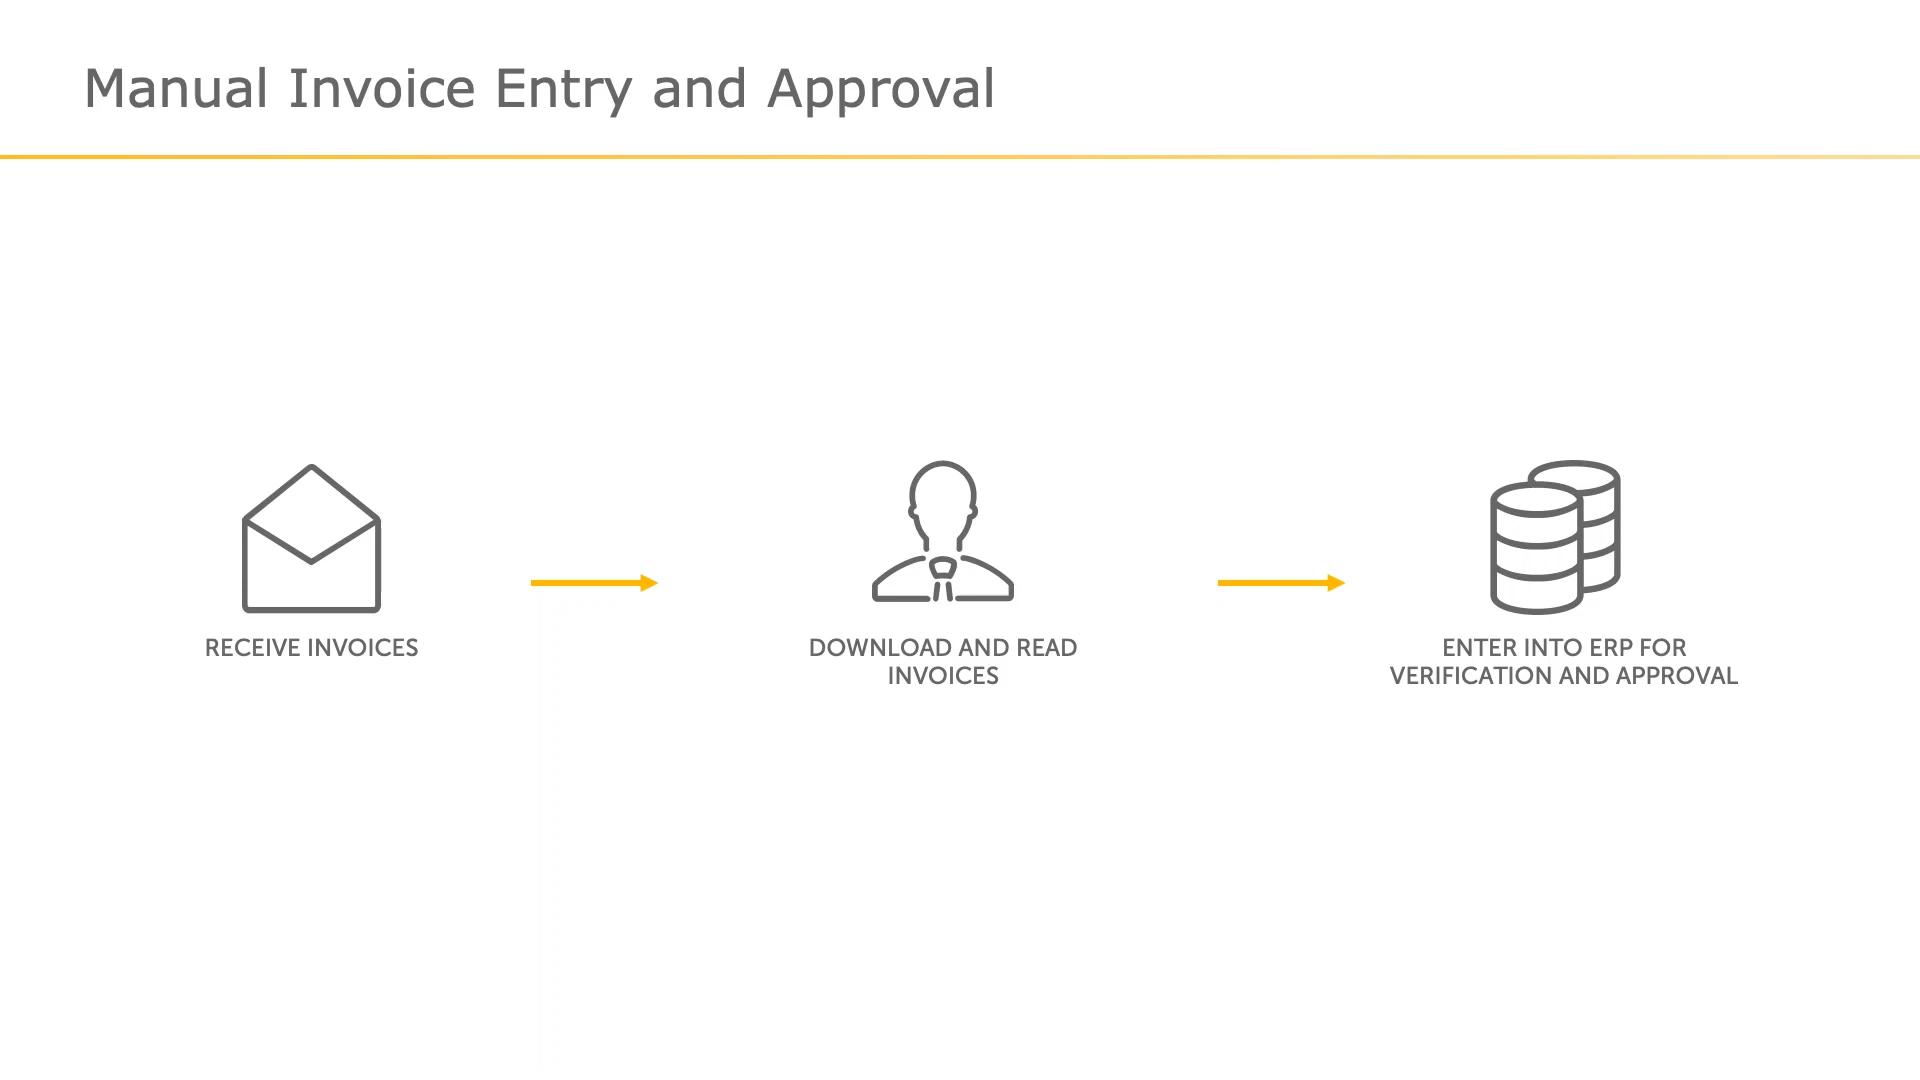 Manual Invoice Entry and Approval
RECEIVE INVOICES
DOWNLOAD AND READ
INVOICES
ENTER INTO ERP FOR
VERIFICATION AND APPROVAL